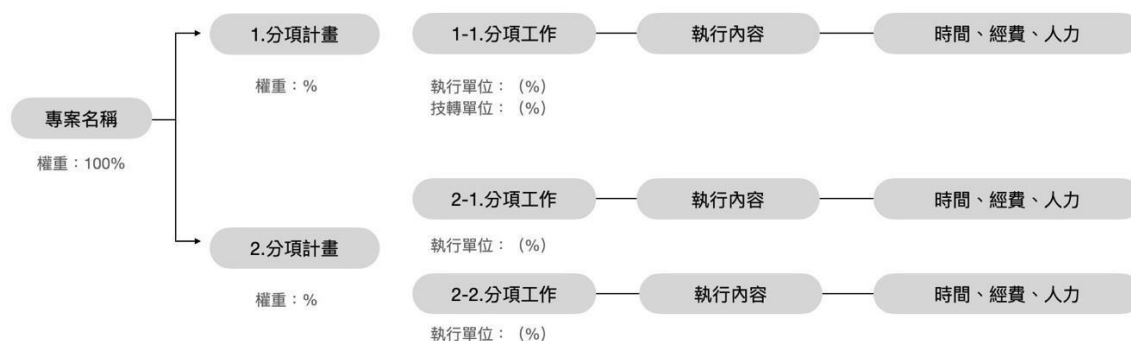 1.分項計畫
1-1.分項工作
執行內容
時間、經費、人力
權重：%
執行單位：（%）
技轉單位：（%）
專案名稱
權重：100%
2-1.分項工作
執行內容
時間、經費、人力
執行單位：（%）
2.分項計畫
權重：%
2-2.分項工作
執行內容
時間、經費、人力
執行單位：（%）